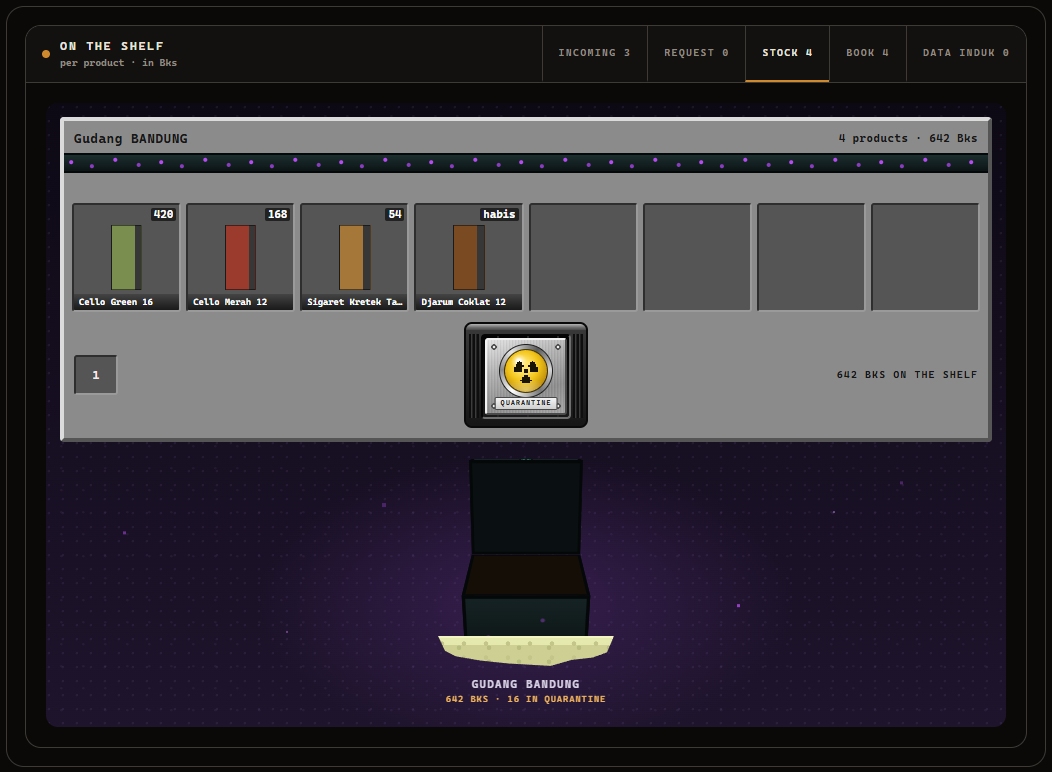 ON THE SHELF
per product · in Bks
INCOMING 3
REQUEST 0
STOCK 4
BOOK 4
DATA INDUK 0
Gudang BANDUNG
4 products · 642 Bks
420
168
54
habis
Cello Green 16
Cello Merah 12
Sigaret Kretek Ta…
Djarum Coklat 12
1
QUARANTINE
642 BKS ON THE SHELF
GUDANG BANDUNG
642 BKS · 16 IN QUARANTINE